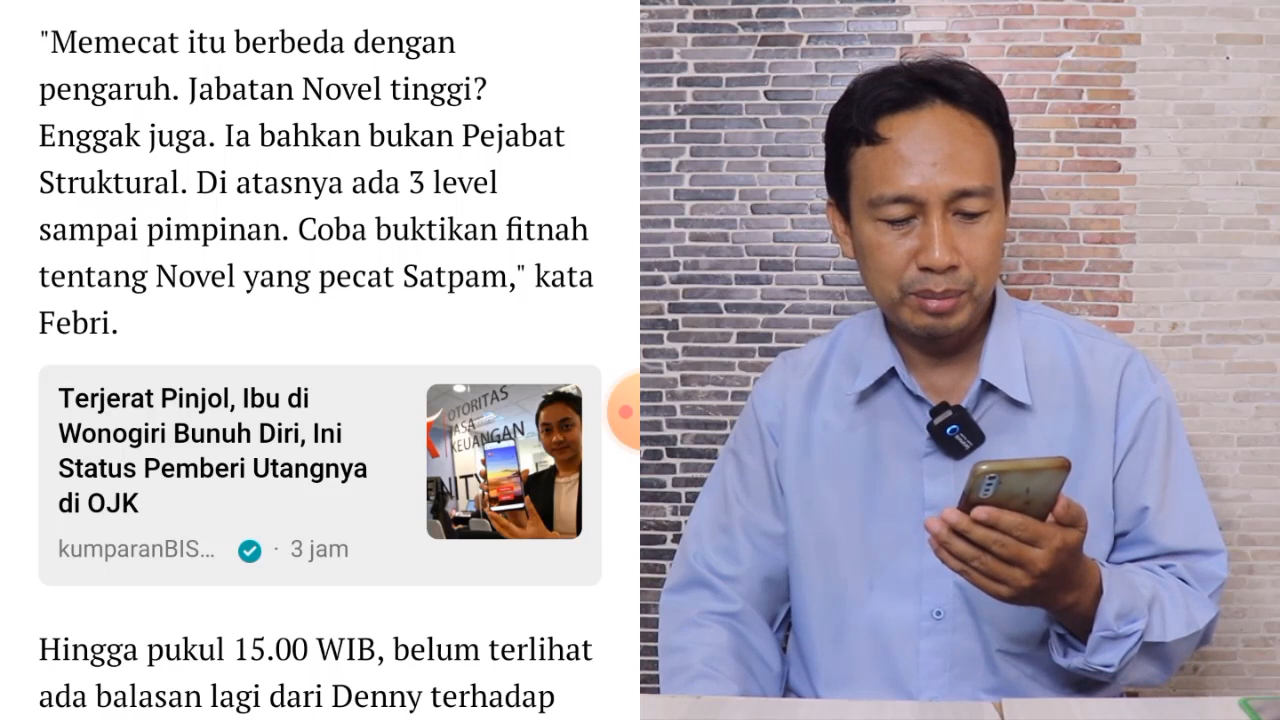 "Memecat itu berbeda dengan
pengaruh. Jabatan Novel tinggi?
Enggak juga. Ia bahkan bukan Pejabat
Struktural. Di atasnya ada 3 level
sampai pimpinan. Coba buktikan fitnah
tentang Novel yang pecat Satpam," kata
Febri.
Terjerat Pinjol, Ibu di
Wonogiri Bunuh Diri, Ini
Status Pemberi Utangnya
di OJK
OTORITAS
JASA
KEUANGAN
kumparanBIS... · 3 jam
Hingga pukul 15.00 WIB, belum terlihat
ada balasan lagi dari Denny terhadap